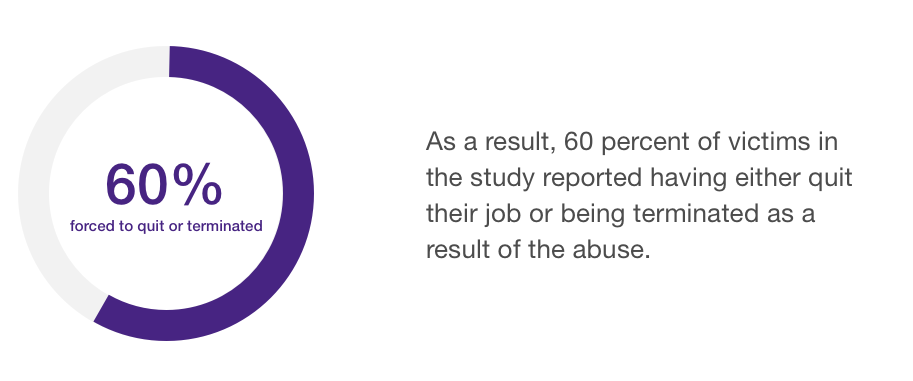 60%
forced to quit or terminated
As a result, 60 percent of victims in
the study reported having either quit
their job or being terminated as a
result of the abuse.